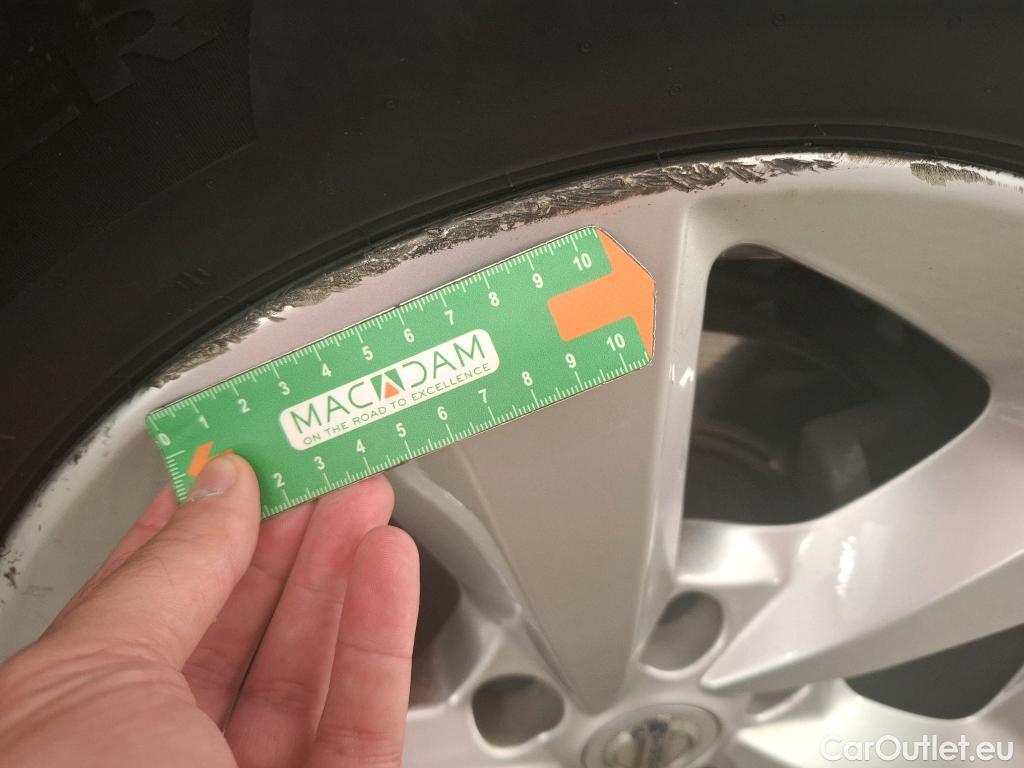 0 1 2 3 4 5 6 7 8 9 10
MACADAM
ON THE ROAD TO EXCELLENCE
2 3 4 5 6 7 8 9 10
CarOutlet.eu